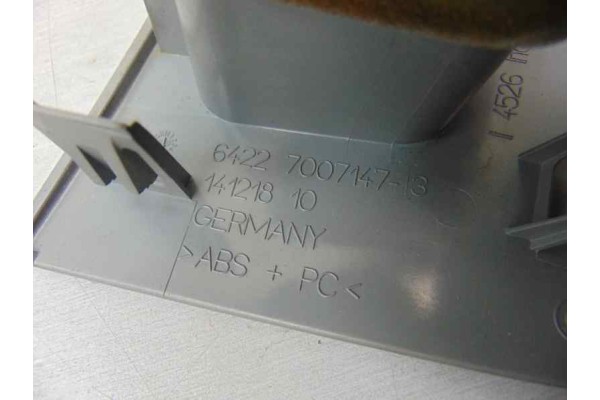 6422 7007147-13
141218 10
GERMANY
>ABS + PC<
4526